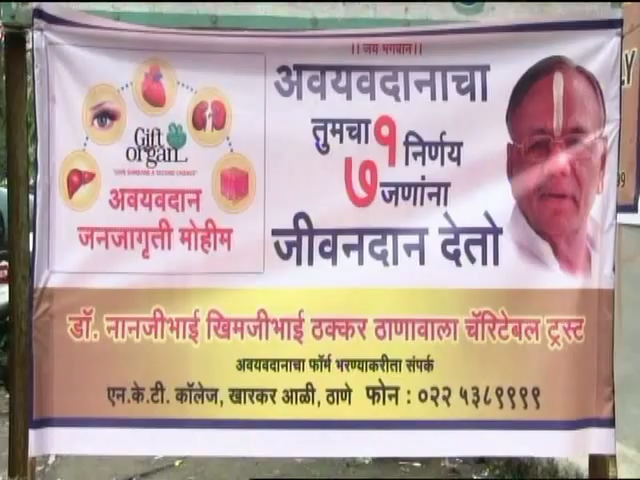 ।। जय भगवान।।
अवयवदानाचा
तुमचा १ निर्णय
७ जणांना
जीवनदान देतो
Gift
organ
"GIVE SOMEONE A SECOND CHANCE"
अवयवदान
जनजागृती मोहीम
डॉ. नानजीभाई खिमजीभाई ठक्कर ठाणावाला चॅरिटेबल ट्रस्ट
अवयवदानाचा फॉर्म भरण्याकरीता संपर्क
एन.के.टी. कॉलेज, खारकर आळी, ठाणे फोन : ०२२ ५३८९९९९